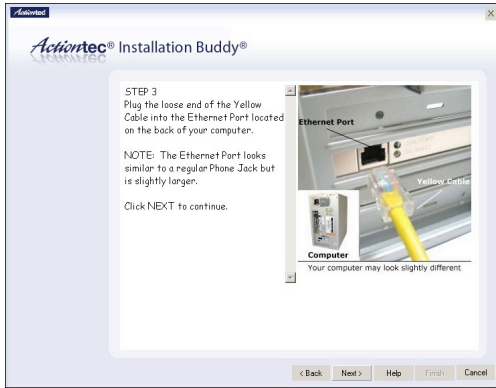 Actiontec
Actiontec® Installation Buddy®
STEP 3
Plug the loose end of the Yellow
Cable into the Ethernet Port located
on the back of your computer.
NOTE: The Ethernet Port looks
similar to a regular Phone Jack but
is slightly larger.
Click NEXT to continue.
Ethernet Port
Yellow Cable
Computer
Your computer may look slightly different
< Back
Next >
Help
Finish
Cancel